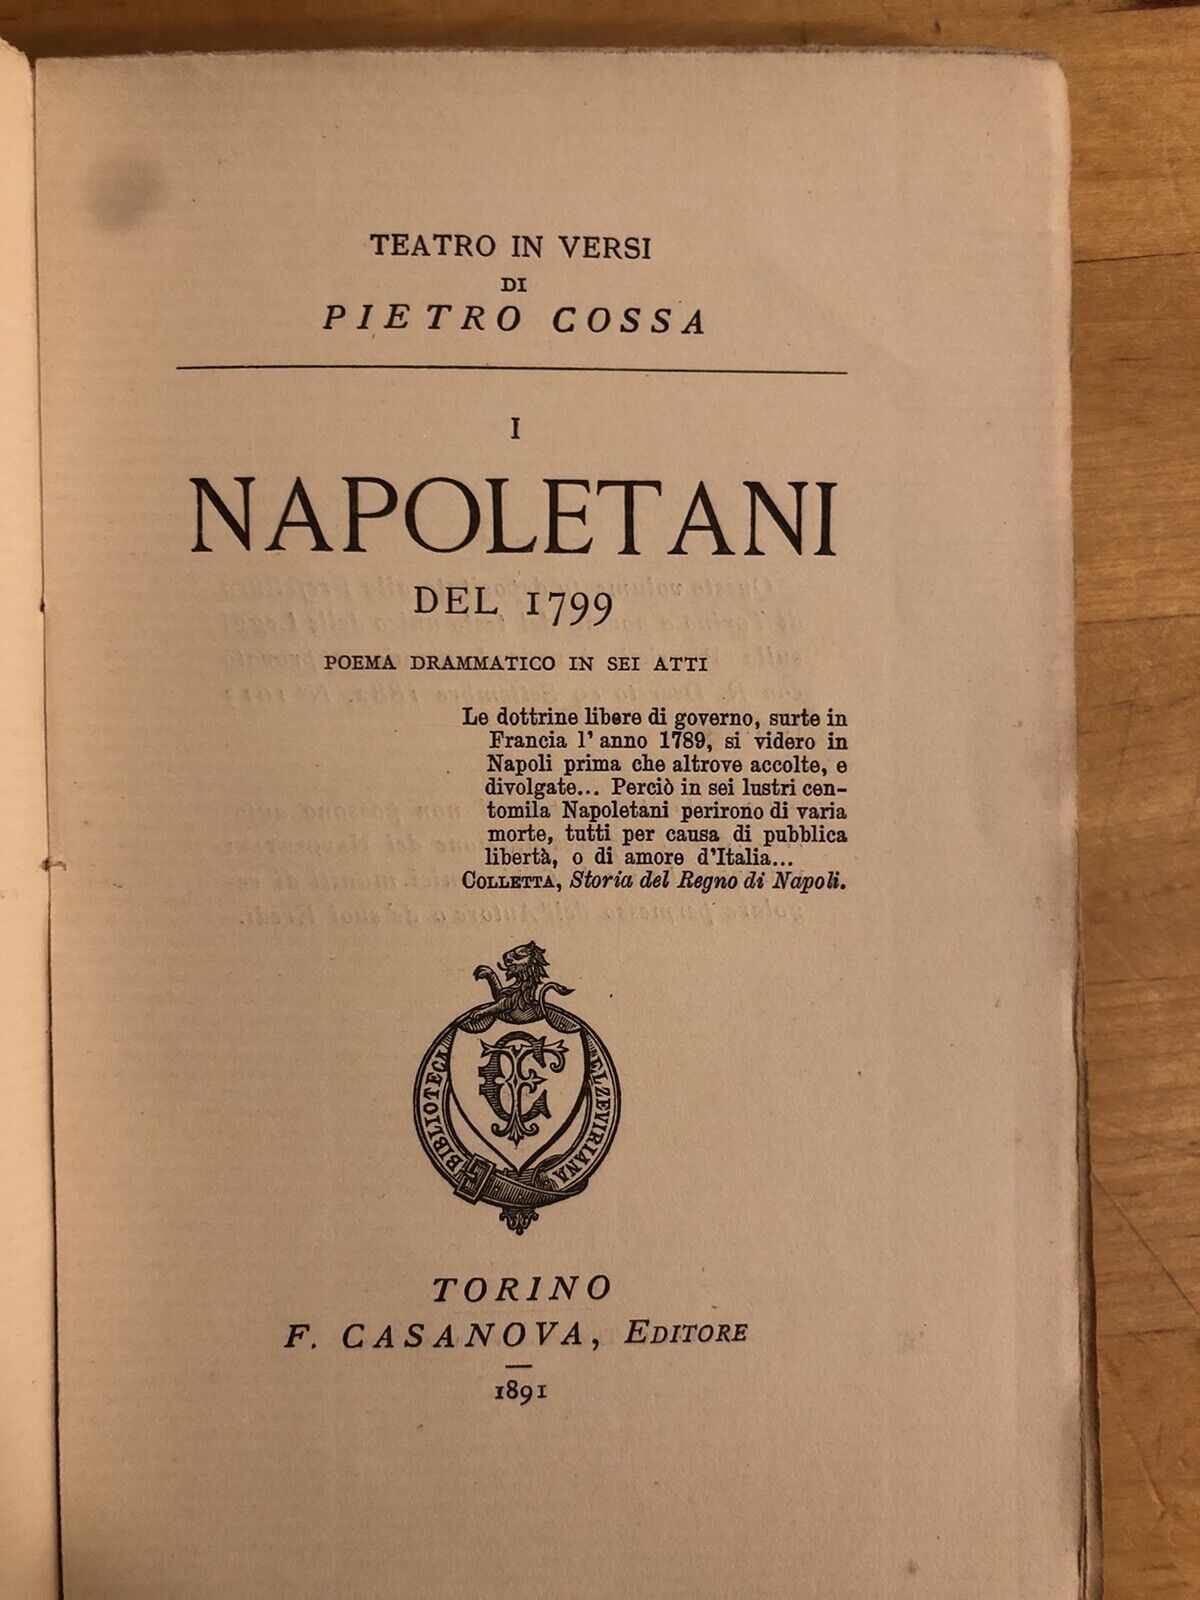 TEATRO IN VERSI
DI
PIETRO COSSA
I
NAPOLETANI
DEL 1799
POEMA DRAMMATICO IN SEI ATTI
Le dottrine libere di governo, surte in
Francia l'anno 1789, si videro in
Napoli prima che altrove accolte, e
divolgate... Perciò in sei lustri cen-
tomila Napoletani perirono di varia
morte, tutti per causa di pubblica
libertà, o di amore d'Italia...
COLLETTA, Storia del Regno di Napoli.
BIBLIOTECA ELZEVIRIANA
FC
TORINO
F. CASANOVA, EDITORE
1891